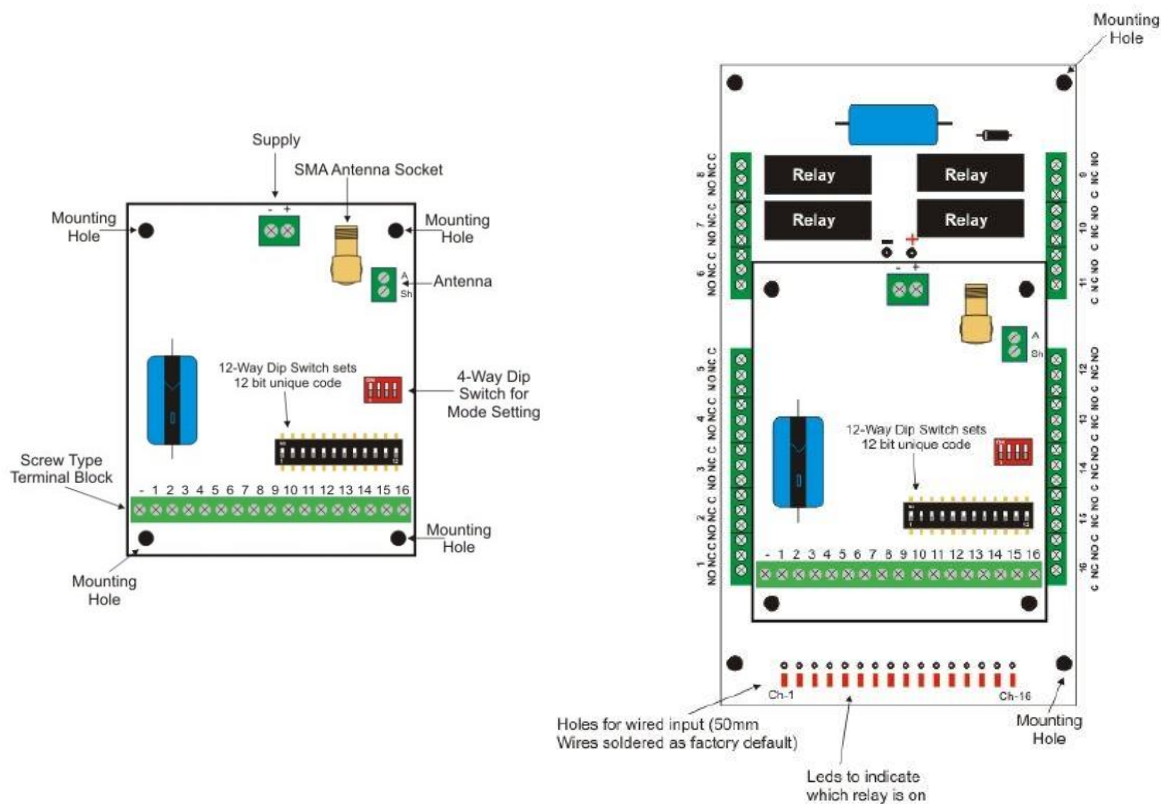 Supply
SMA Antenna Socket
- +
Mounting
Hole
Mounting
Hole
A
Sh
Antenna
12-Way Dip Switch sets
12 bit unique code
ON
1
4-Way Dip
Switch for
Mode Setting
ON
1 12
Screw Type
Terminal Block
- 1 2 3 4 5 6 7 8 9 10 11 12 13 14 15 16
Mounting
Hole
Mounting
Hole
Mounting
Hole
Relay Relay
Relay Relay
8
NO NC C
7
NO NC C
6
NO NC C
5
NO NC C
4
NO NC C
3
NO NC C
2
NO NC C
1
NO NC C
9
C NC NO
10
C NC NO
11
C NC NO
12
C NC NO
13
C NC NO
14
C NC NO
15
C NC NO
16
C NC NO
- +
- +
A
Sh
12-Way Dip Switch sets
12 bit unique code
- 1 2 3 4 5 6 7 8 9 10 11 12 13 14 15 16
Ch-1 Ch-16
Holes for wired input (50mm
Wires soldered as factory default)
Leds to indicate
which relay is on
Mounting
Hole